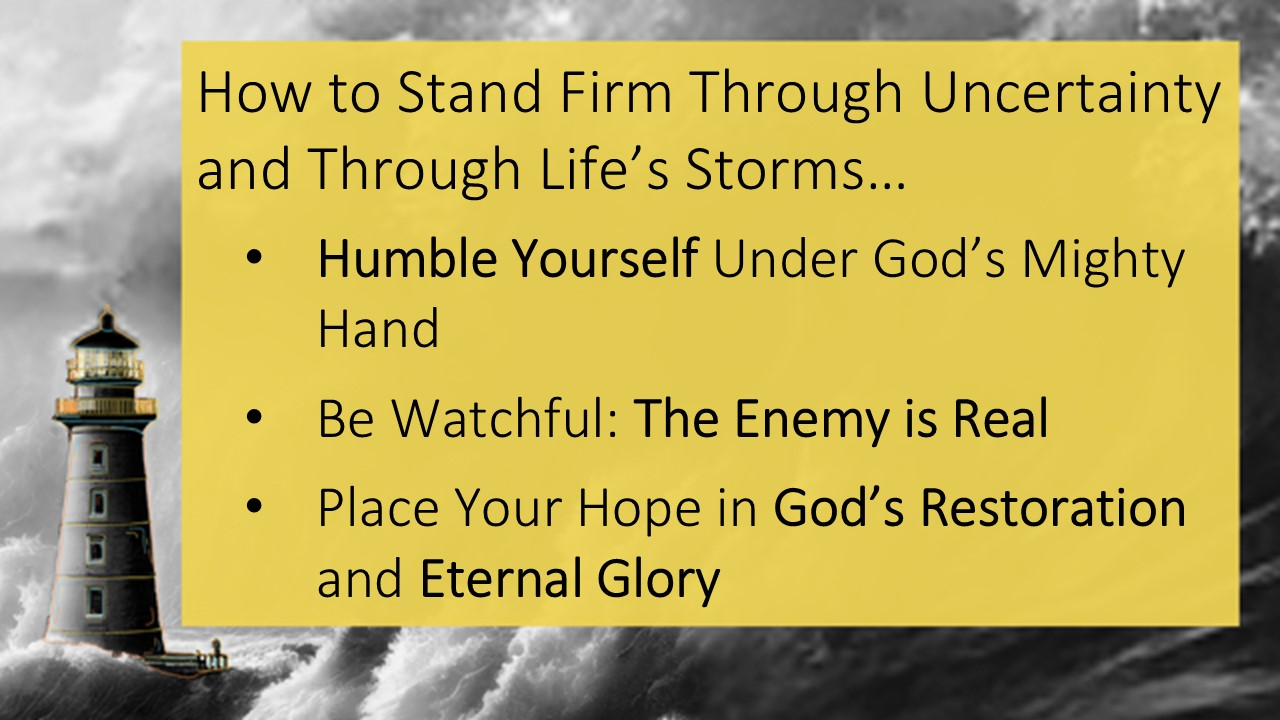 How to Stand Firm Through Uncertainty
and Through Life’s Storms…
• Humble Yourself Under God’s Mighty
Hand
• Be Watchful: The Enemy is Real
• Place Your Hope in God’s Restoration
and Eternal Glory